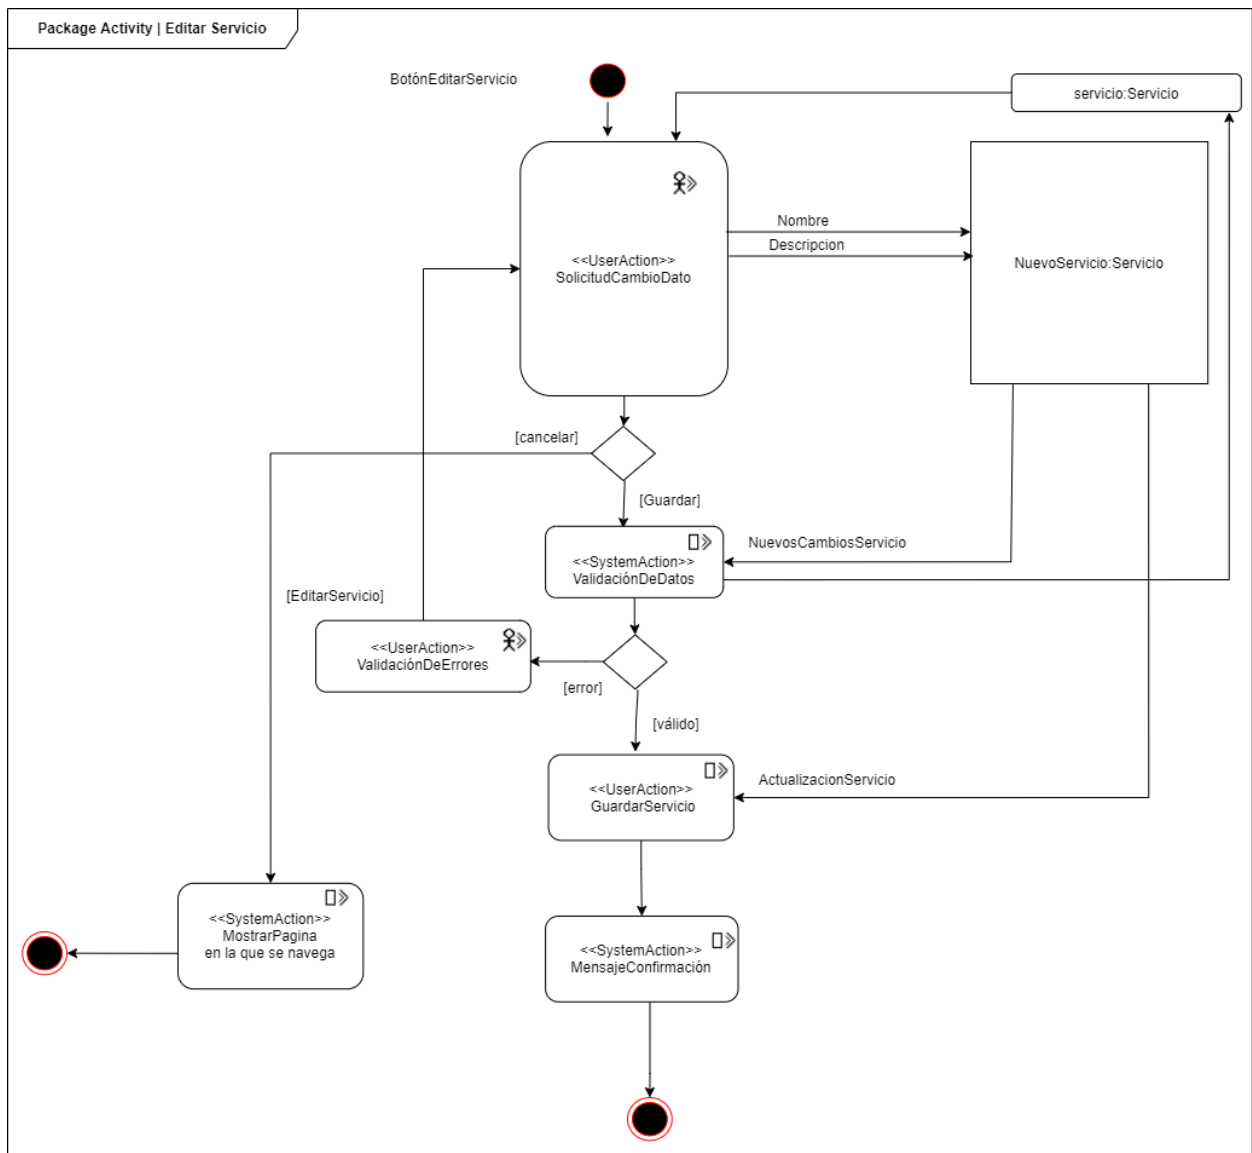 Package Activity | Editar Servicio
BotónEditarServicio
servicio:Servicio
Nombre
Descripcion
<<UserAction>>
SolicitudCambioDato
NuevoServicio:Servicio
[cancelar]
[Guardar]
NuevosCambiosServicio
<<SystemAction>>
ValidaciónDeDatos
[EditarServicio]
<<UserAction>>
ValidaciónDeErrores
[error]
[válido]
<<UserAction>>
GuardarServicio
ActualizacionServicio
<<SystemAction>>
MostrarPagina
en la que se navega
<<SystemAction>>
MensajeConfirmación